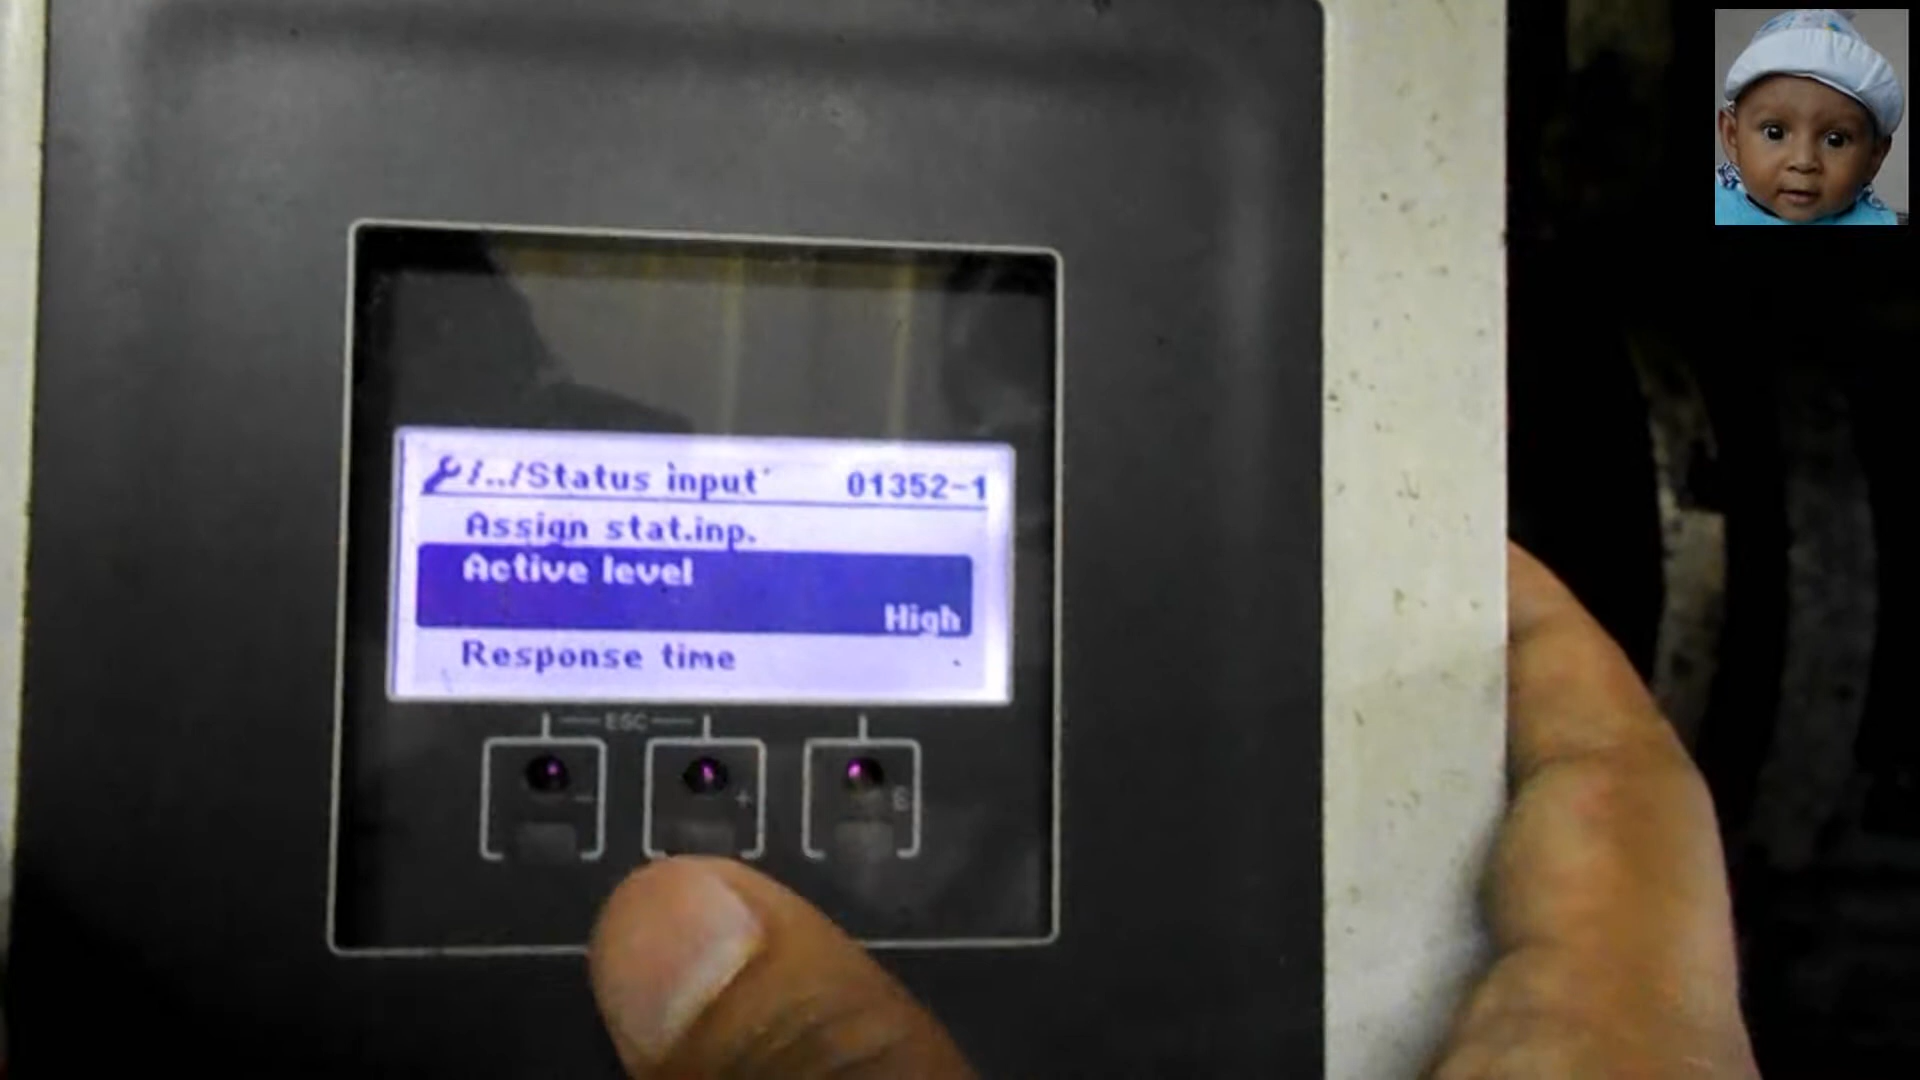 /../Status input 01352-1
Assign stat.inp.
Active level
High
Response time
ESC
- + E